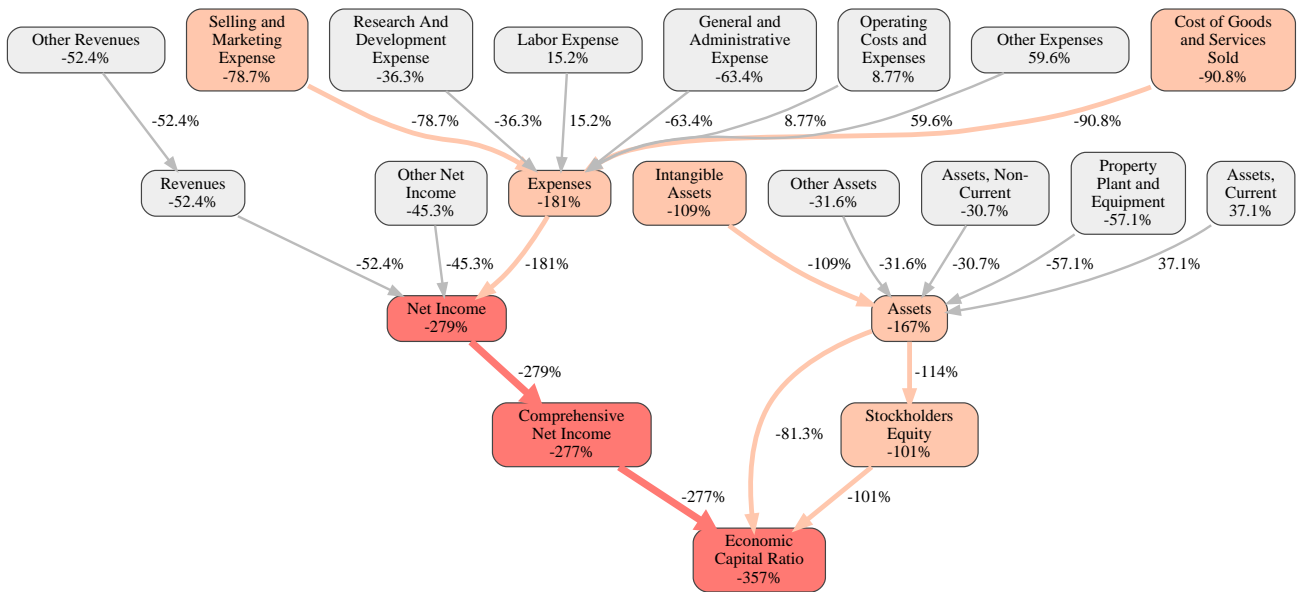 Other Revenues
-52.4%
Selling and
Marketing
Expense
-78.7%
Research And
Development
Expense
-36.3%
Labor Expense
15.2%
General and
Administrative
Expense
-63.4%
Operating
Costs and
Expenses
8.77%
Other Expenses
59.6%
Cost of Goods
and Services
Sold
-90.8%
-52.4%
-78.7%
-36.3%
15.2%
-63.4%
8.77%
59.6%
-90.8%
Revenues
-52.4%
Other Net
Income
-45.3%
Expenses
-181%
Intangible
Assets
-109%
Other Assets
-31.6%
Assets, Non-
Current
-30.7%
Property
Plant and
Equipment
-57.1%
Assets,
Current
37.1%
-52.4%
-45.3%
-181%
-109%
-31.6%
-30.7%
-57.1%
37.1%
Net Income
-279%
Assets
-167%
-279%
-114%
Comprehensive
Net Income
-277%
-81.3%
Stockholders
Equity
-101%
-277%
-101%
Economic
Capital Ratio
-357%